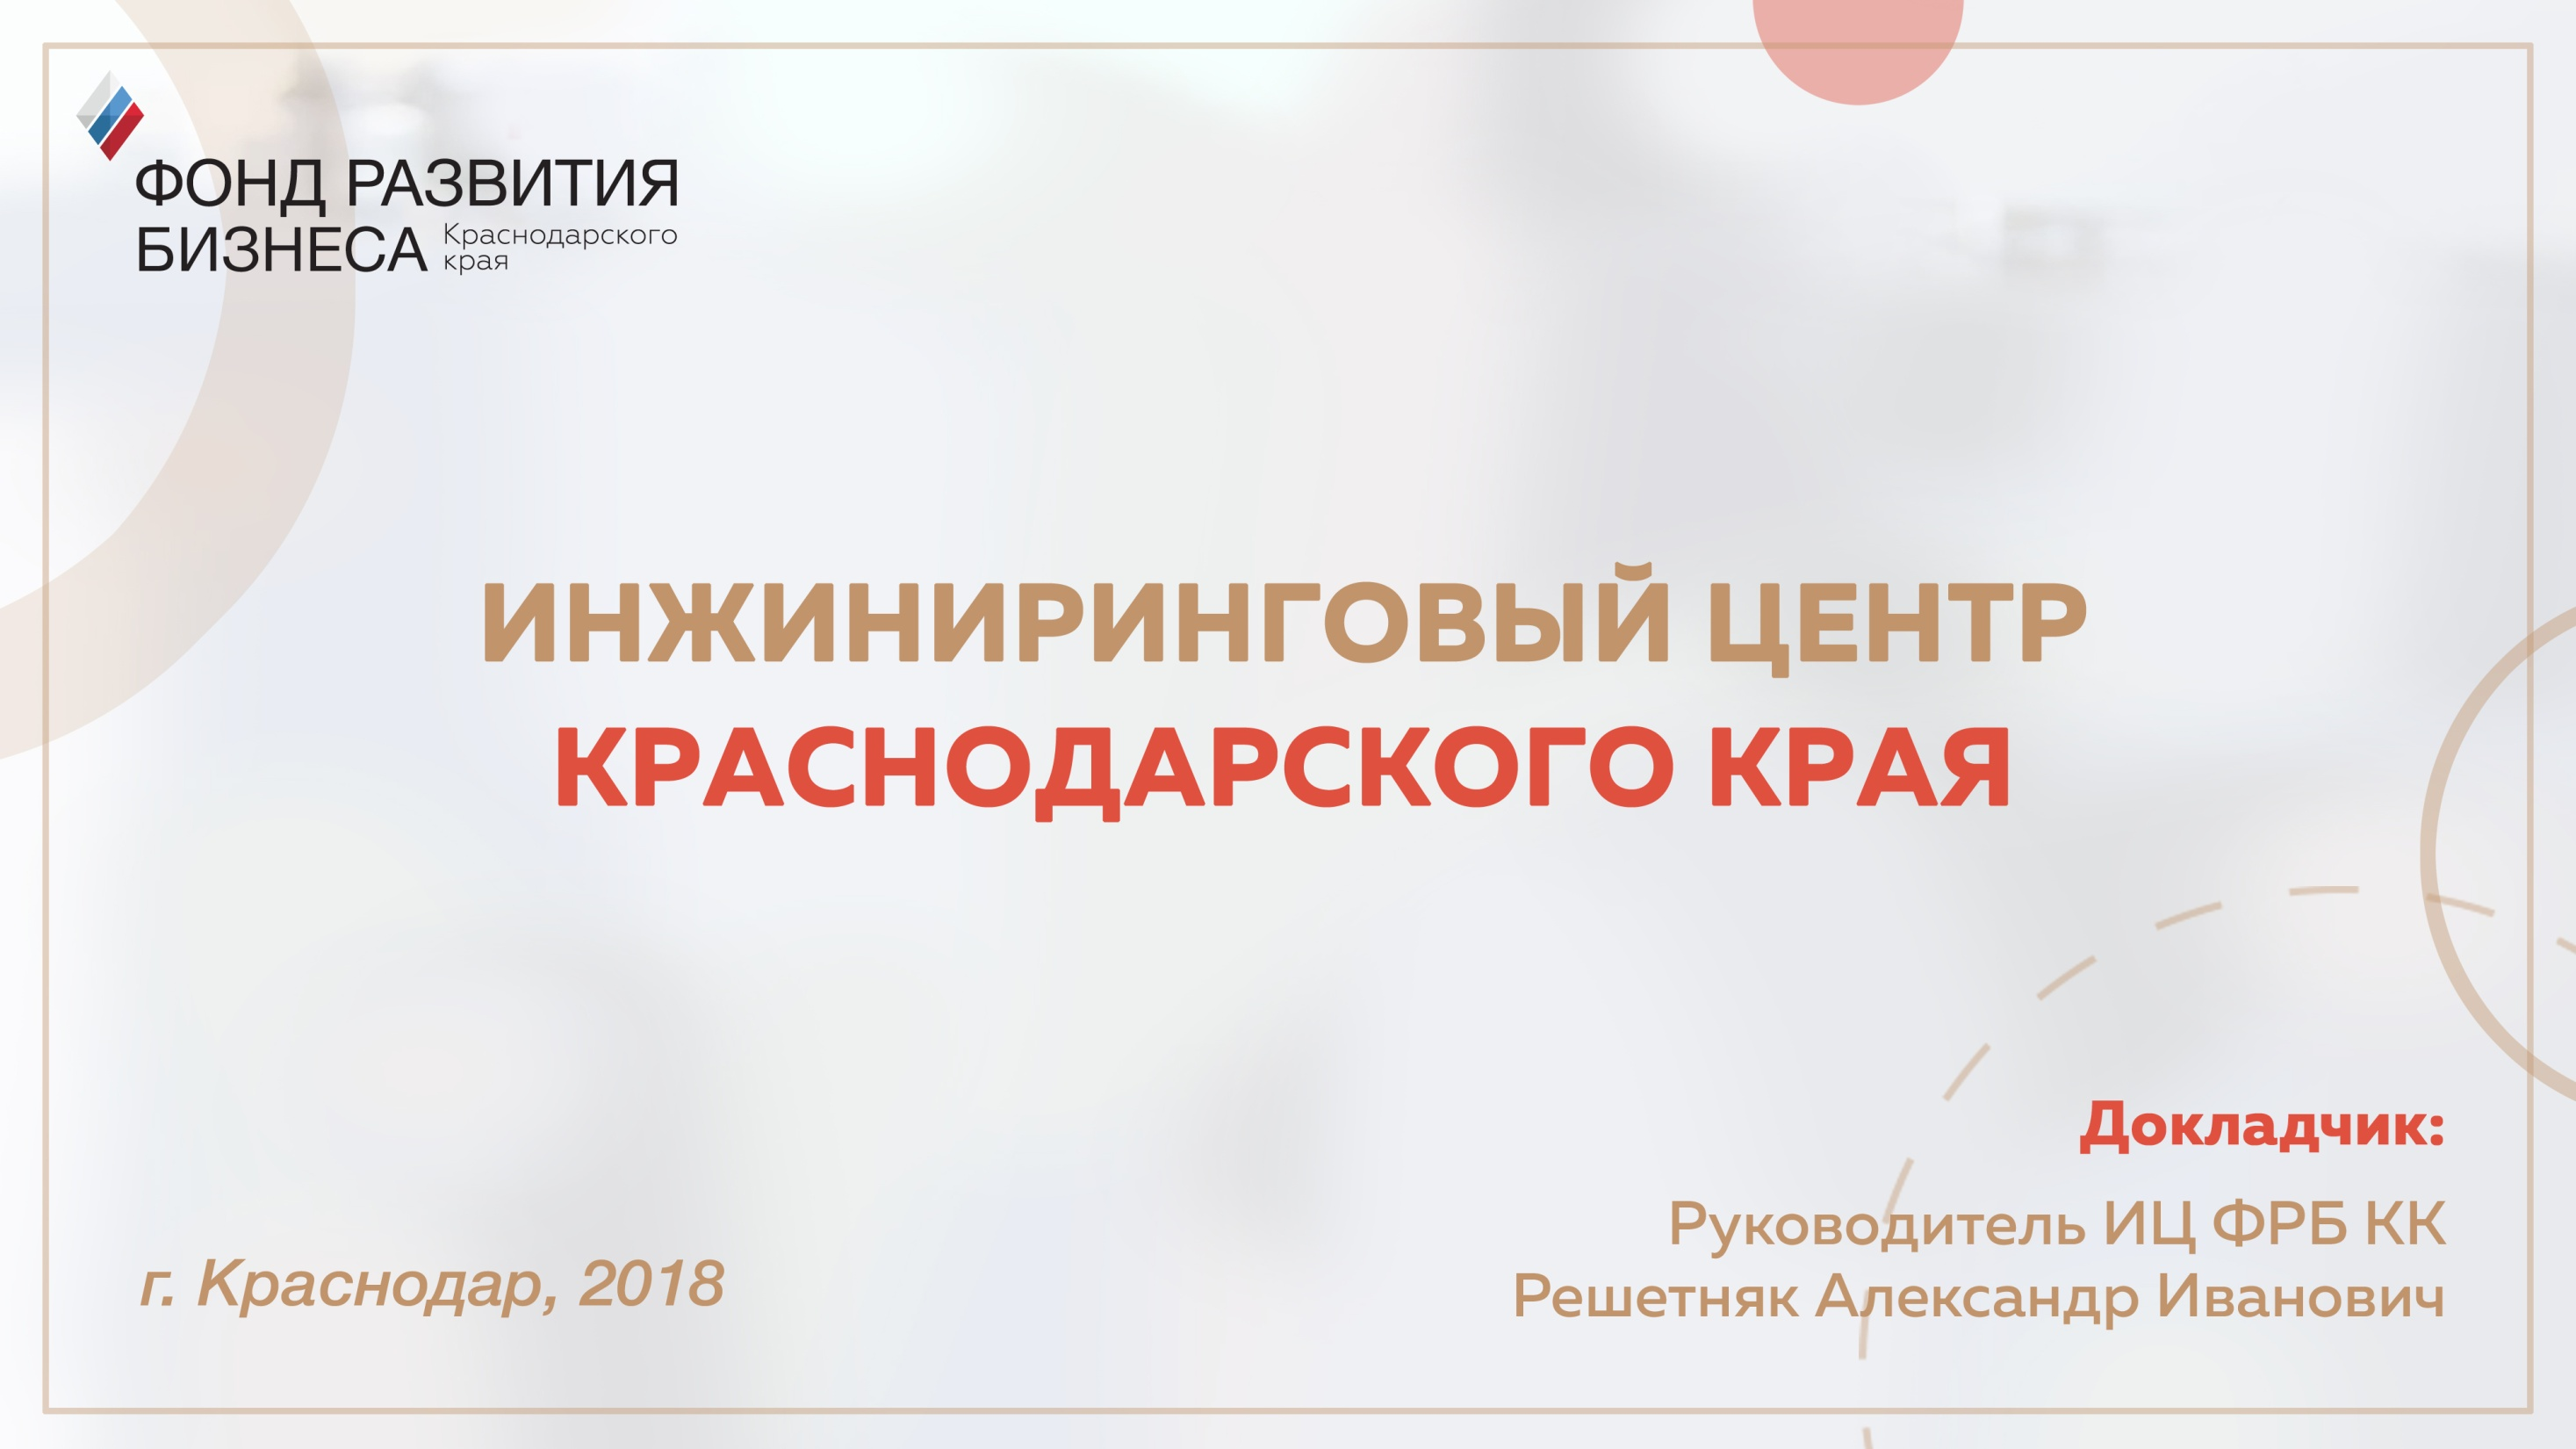 ФОНД РАЗВИТИЯ
БИЗНЕСА Краснодарского
края
ИНЖИНИРИНГОВЫЙ ЦЕНТР
КРАСНОДАРСКОГО КРАЯ
Докладчик:
Руководитель ИЦ ФРБ КК
Решетняк Александр Иванович
г. Краснодар, 2018